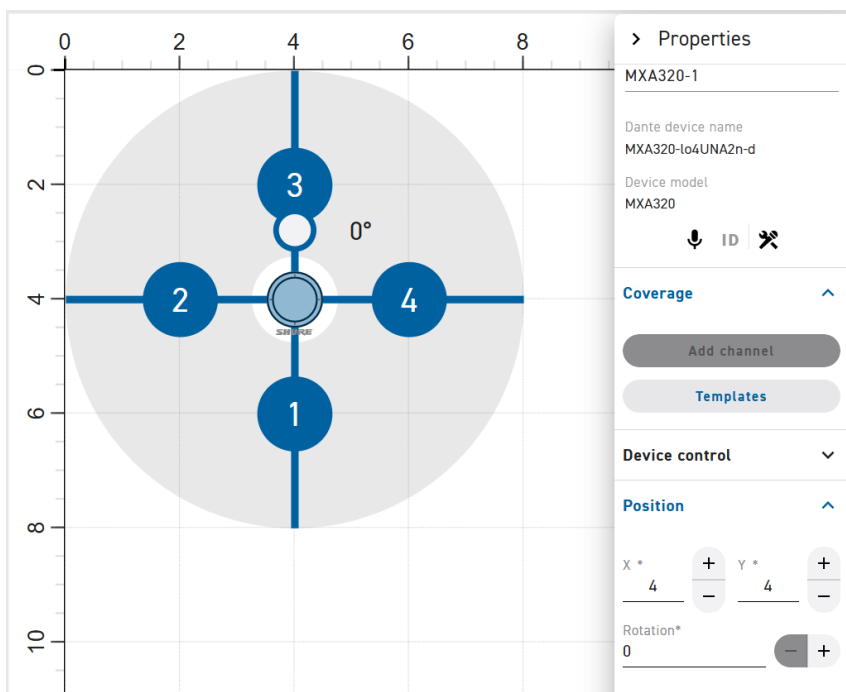 0 2 4 6 8
0
2
4
6
8
10
3
0°
2
4
SHURE
1
Properties
MXA320-1
Dante device name
MXA320-lo4UNA2n-d
Device model
MXA320
ID
Coverage
Add channel
Templates
Device control
Position
X * + Y * +
4 − 4 −
Rotation*
0 − +